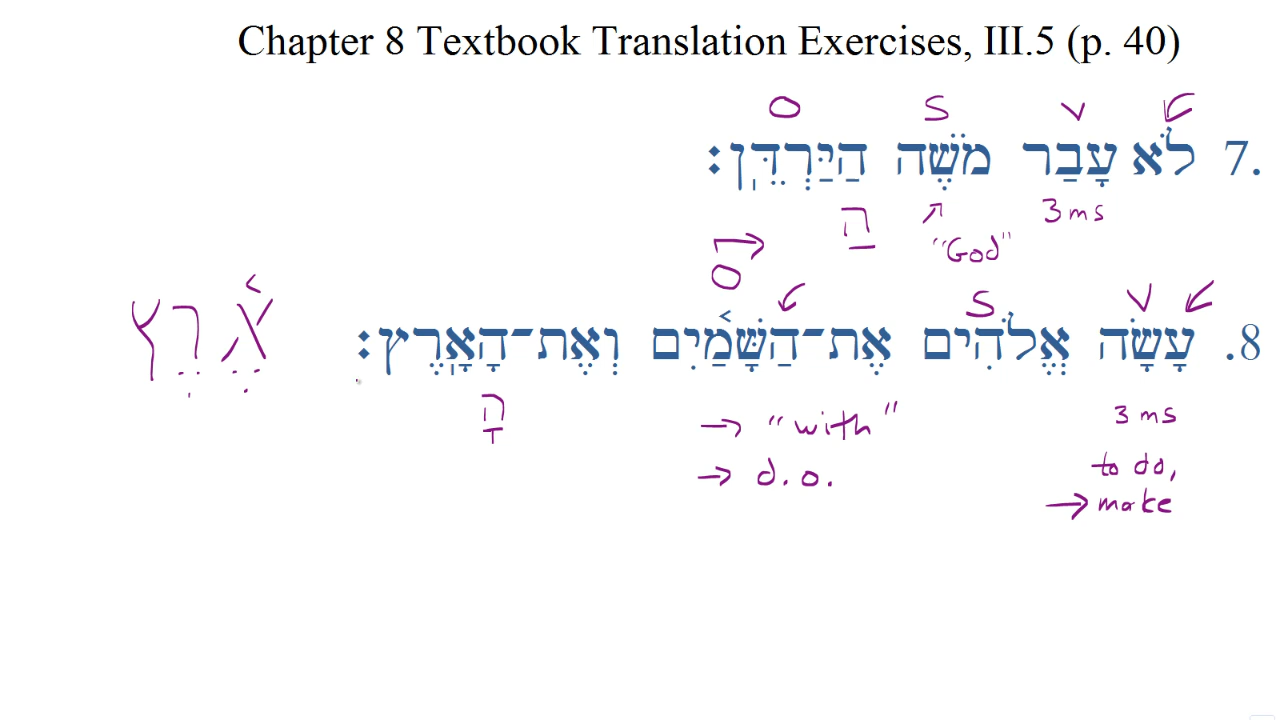 Chapter 8 Textbook Translation Exercises, III.5 (p. 40)
V S O
7. לֹא עָבַר מֹשֶׁה הַיַּרְדֵּֽן׃
3ms
הַ
"God"
V S O
8. עָשָׂה אֱלֹהִים אֶת־הַשָּׁמַ֫יִם וְאֶת־הָאָֽרֶץ׃
אֶ֫רֶץ
הָ
→ "with"
→ d.o.
3ms
to do,
→ make